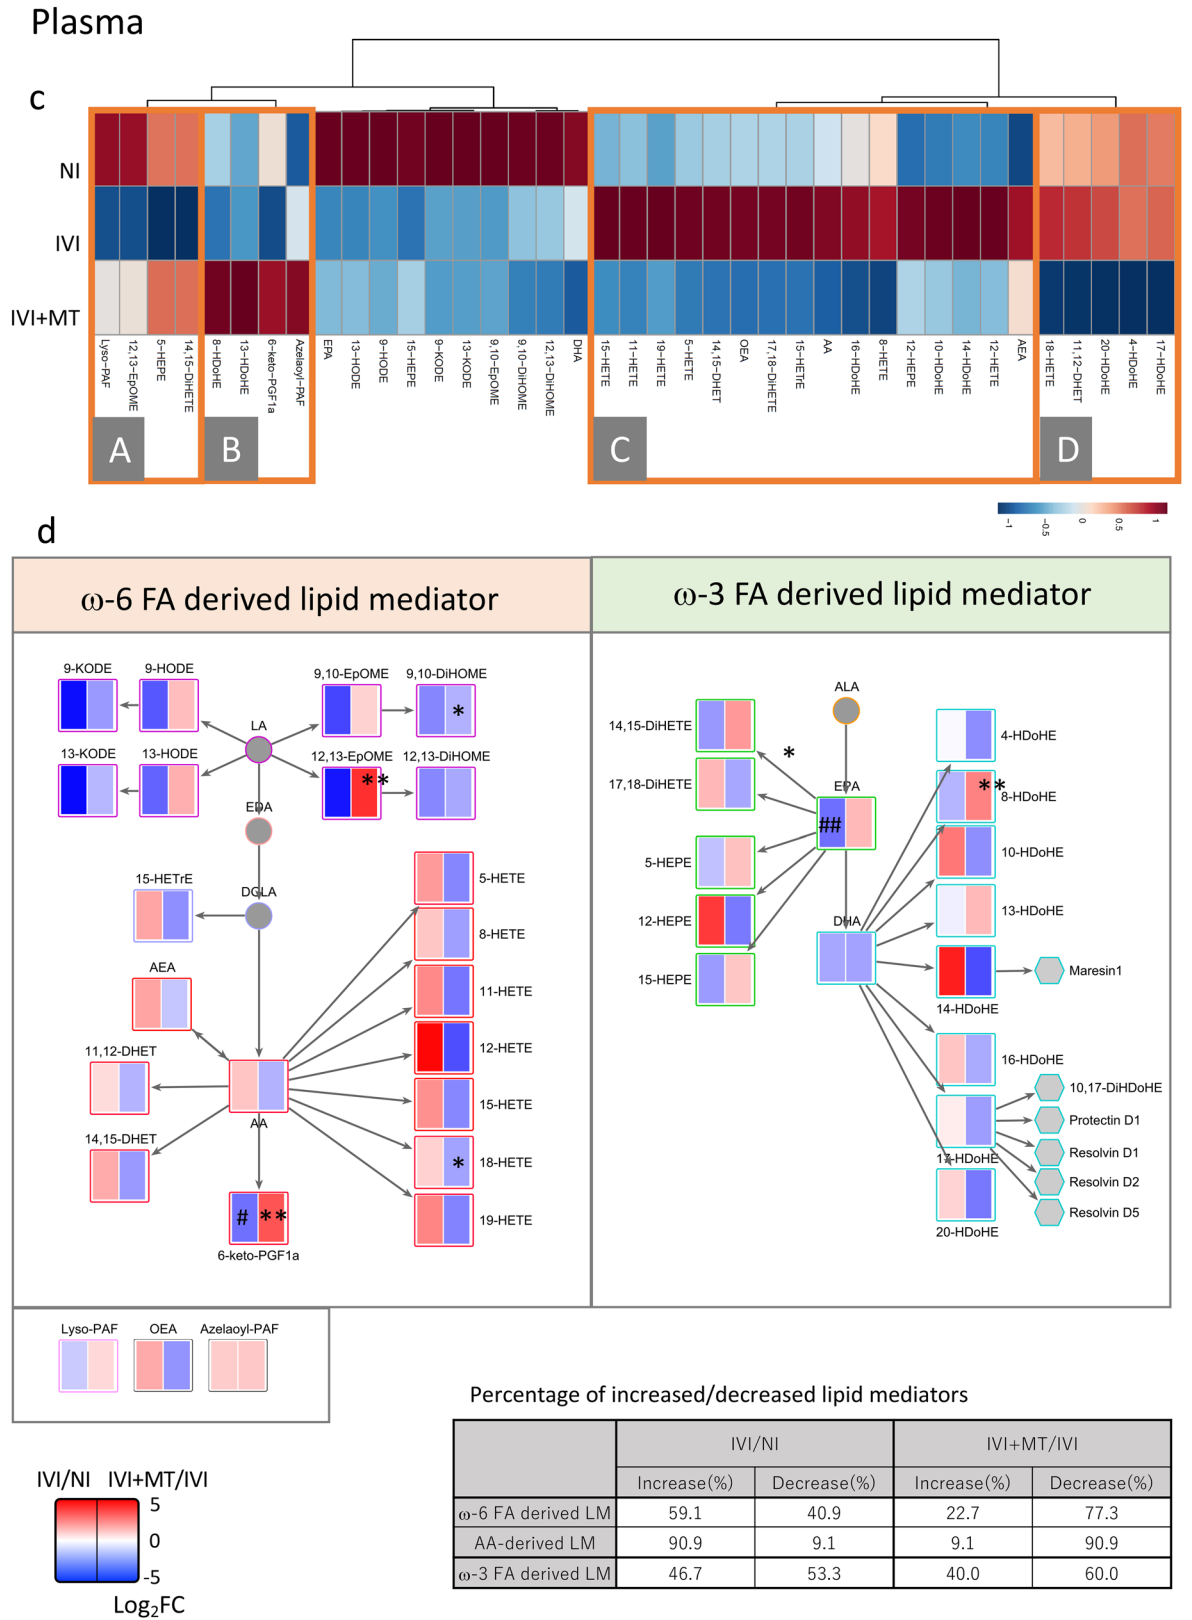 Plasma
c
NI
IVI
IVI+MT
Lyso-PAF
12,13-EpOME
5-HEPE
14,15-DiHETE
8-HDoHE
13-HDoHE
6-keto-PGF1a
Azelaoyl-PAF
EPA
13-HODE
9-HODE
15-HEPE
9-KODE
13-KODE
9,10-EpOME
9,10-DiHOME
12,13-DiHOME
DHA
15-HETE
11-HETE
19-HETE
5-HETE
14,15-DHET
OEA
17,18-DiHETE
15-HETrE
AA
16-HDoHE
8-HETE
12-HEPE
10-HDoHE
14-HDoHE
12-HETE
AEA
18-HETE
11,12-DHET
20-HDoHE
4-HDoHE
17-HDoHE
A
B
C
D
-1
-0.5
0
0.5
1
d
ω-6 FA derived lipid mediator
ω-3 FA derived lipid mediator
9-KODE
9-HODE
9,10-EpOME
9,10-DiHOME
*
LA
13-KODE
13-HODE
12,13-EpOME
12,13-DiHOME
**
EDA
15-HETrE
DGLA
5-HETE
8-HETE
AEA
11-HETE
11,12-DHET
12-HETE
15-HETE
AA
14,15-DHET
18-HETE
*
19-HETE
#
**
6-keto-PGF1a
ALA
14,15-DiHETE
4-HDoHE
*
17,18-DiHETE
EPA
**
8-HDoHE
##
5-HEPE
10-HDoHE
12-HEPE
13-HDoHE
DHA
15-HEPE
Maresin1
14-HDoHE
16-HDoHE
10,17-DiHDoHE
Protectin D1
17-HDoHE
Resolvin D1
Resolvin D2
Resolvin D5
20-HDoHE
Lyso-PAF
OEA
Azelaoyl-PAF
Percentage of increased/decreased lipid mediators
IVI/NI
IVI+MT/IVI
Increase(%)
Decrease(%)
Increase(%)
Decrease(%)
ω-6 FA derived LM
59.1
40.9
22.7
77.3
AA-derived LM
90.9
9.1
9.1
90.9
ω-3 FA derived LM
46.7
53.3
40.0
60.0
IVI/NI
IVI+MT/IVI
5
0
-5
Log2FC